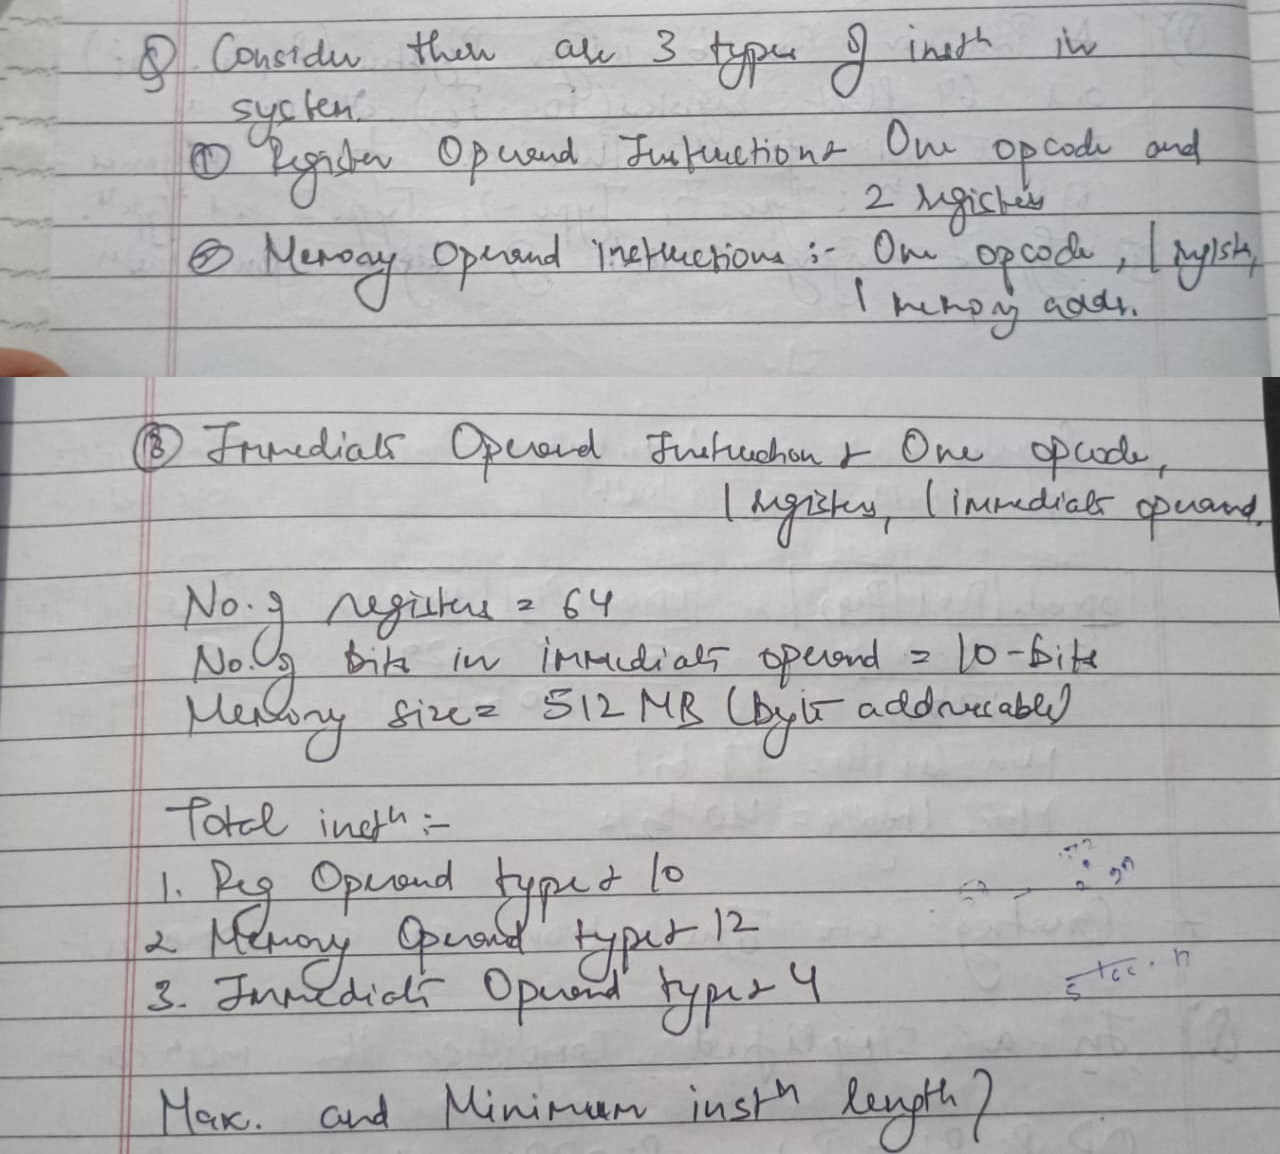 Q) Consider there are 3 types of instn in
system.
① Register Operand Instructions One opcode and
2 registers
② Memory Operand instructions :- One opcode, 1 register,
1 memory addr.
③ Immediate Operand Instruction One opcode,
1 register, 1 immediate operand.
No. of registers = 64
No. of bits in immediate operand = 10-bits
Memory size = 512 MB (byte addressable)
Total instn :-
1. Reg Operand type 10
2 Memory Operand type 12
3. Immediate Operand type 4
Max. and Minimum instn length?